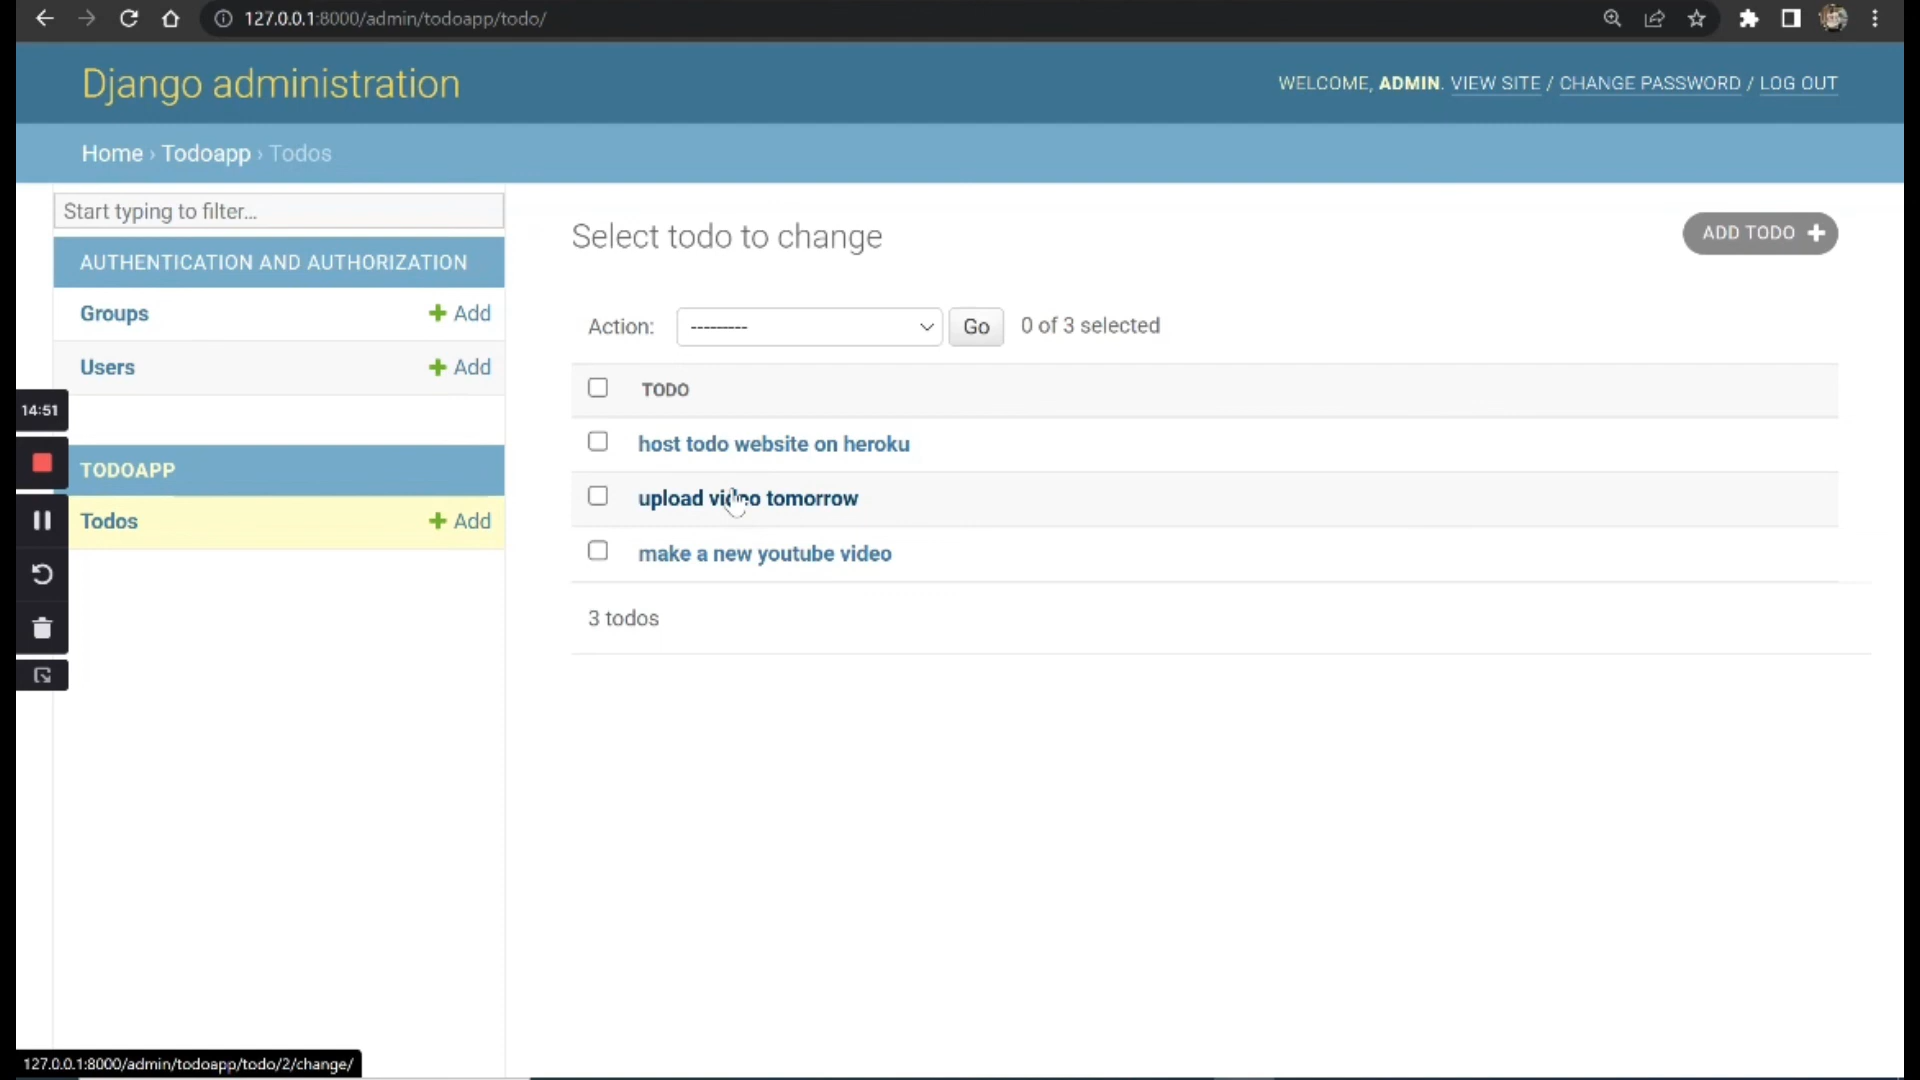 127.0.0.1:8000/admin/todoapp/todo/
Django administration
WELCOME, ADMIN. VIEW SITE / CHANGE PASSWORD / LOG OUT
Home › Todoapp › Todos
Start typing to filter...
AUTHENTICATION AND AUTHORIZATION
Groups + Add
Users + Add
14:51
TODOAPP
Todos + Add
Select todo to change
ADD TODO +
Action: --------- Go 0 of 3 selected
TODO
host todo website on heroku
upload video tomorrow
make a new youtube video
3 todos
127.0.0.1:8000/admin/todoapp/todo/2/change/